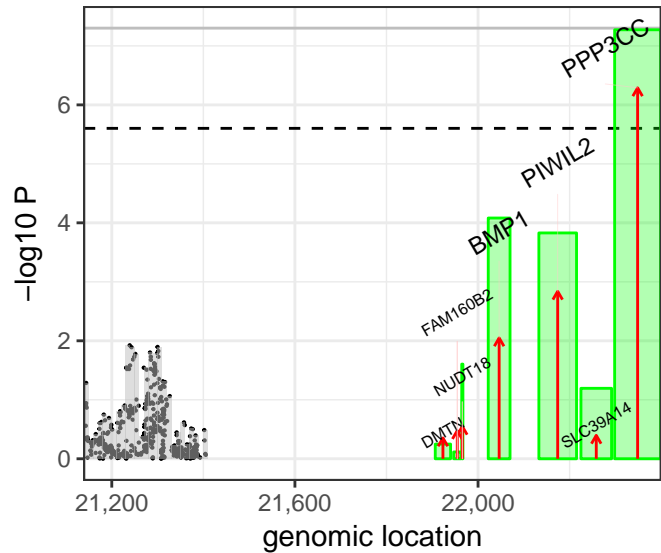 PPP3CC
6
PIWIL2
4
BMP1
FAM160B2
2
NUDT18
DMTN
SLC39A14
0
−log10 P
21,200
21,600
22,000
genomic location